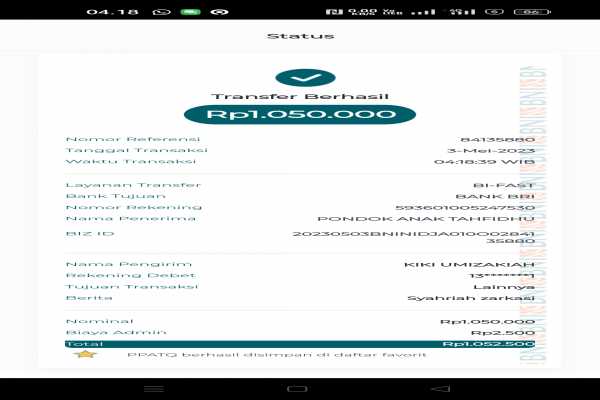 04.18
Status
Transfer Berhasil
Rp1.050.000
Nomor Referensi 84135880
Tanggal Transaksi 3-Mei-2023
Waktu Transaksi 04:18:39 WIB
Layanan Transfer BI-FAST
Bank Tujuan BANK BRI
Nomor Rekening 593601005247530
Nama Penerima PONDOK ANAK TAHFIDHU
BIZ ID 20230503BNINIDJA010O02841
35880
Nama Pengirim KIKI UMIZAKIAH
Rekening Debet 13*******1
Tujuan Transaksi Lainnya
Berita Syahriah zarkasi
Nominal Rp1.050.000
Biaya Admin Rp2.500
Total Rp1.052.500
PPATQ berhasil disimpan di daftar favorit